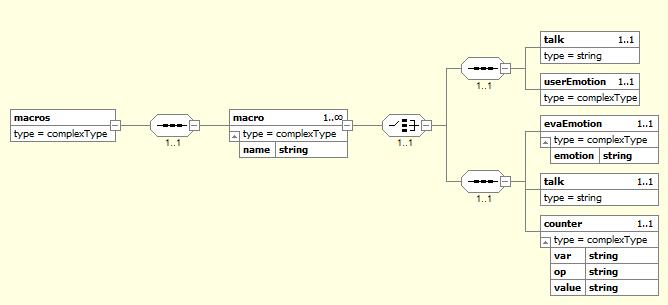 macros
type = complexType
1..1
macro 1..∞
type = complexType
name string
1..1
1..1
talk 1..1
type = string
userEmotion 1..1
type = complexType
1..1
evaEmotion 1..1
type = complexType
emotion string
talk 1..1
type = string
counter 1..1
type = complexType
var string
op string
value string